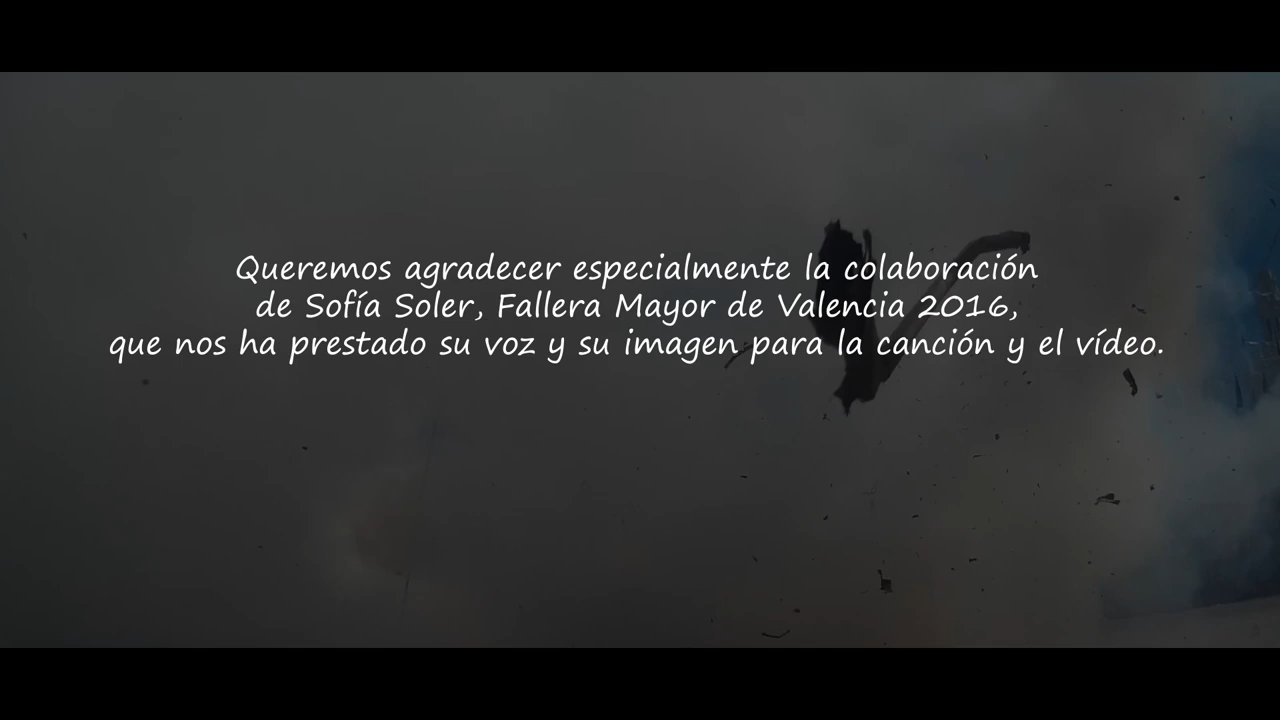 Queremos agradecer especialmente la colaboración
de Sofía Soler, Fallera Mayor de Valencia 2016,
que nos ha prestado su voz y su imagen para la canción y el vídeo.